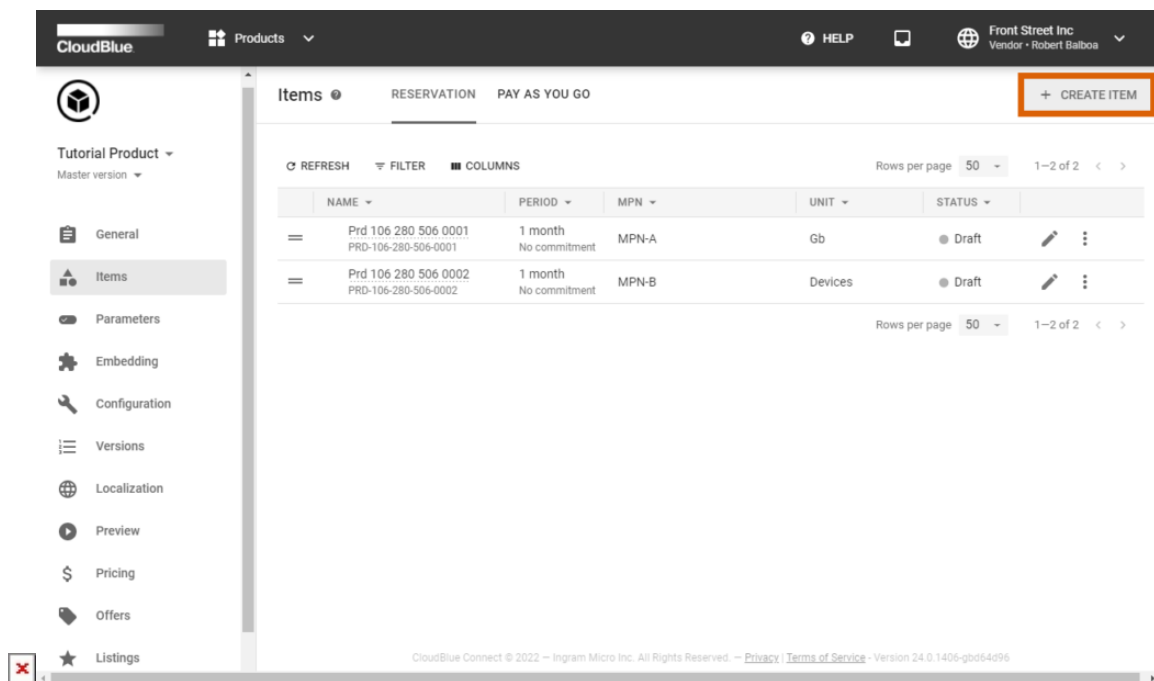 CloudBlue
Products
HELP
Front Street Inc
Vendor • Robert Balboa
Tutorial Product
Master version
General
Items
Parameters
Embedding
Configuration
Versions
Localization
Preview
Pricing
Offers
Listings
Items RESERVATION PAY AS YOU GO
+ CREATE ITEM
REFRESH FILTER COLUMNS
Rows per page 50 1–2 of 2
NAME PERIOD MPN UNIT STATUS
Prd 106 280 506 0001 1 month MPN-A Gb Draft
PRD-106-280-506-0001 No commitment
Prd 106 280 506 0002 1 month MPN-B Devices Draft
PRD-106-280-506-0002 No commitment
Rows per page 50 1–2 of 2
CloudBlue Connect © 2022 — Ingram Micro Inc. All Rights Reserved. — Privacy | Terms of Service - Version 24.0.1406-gbd64d96